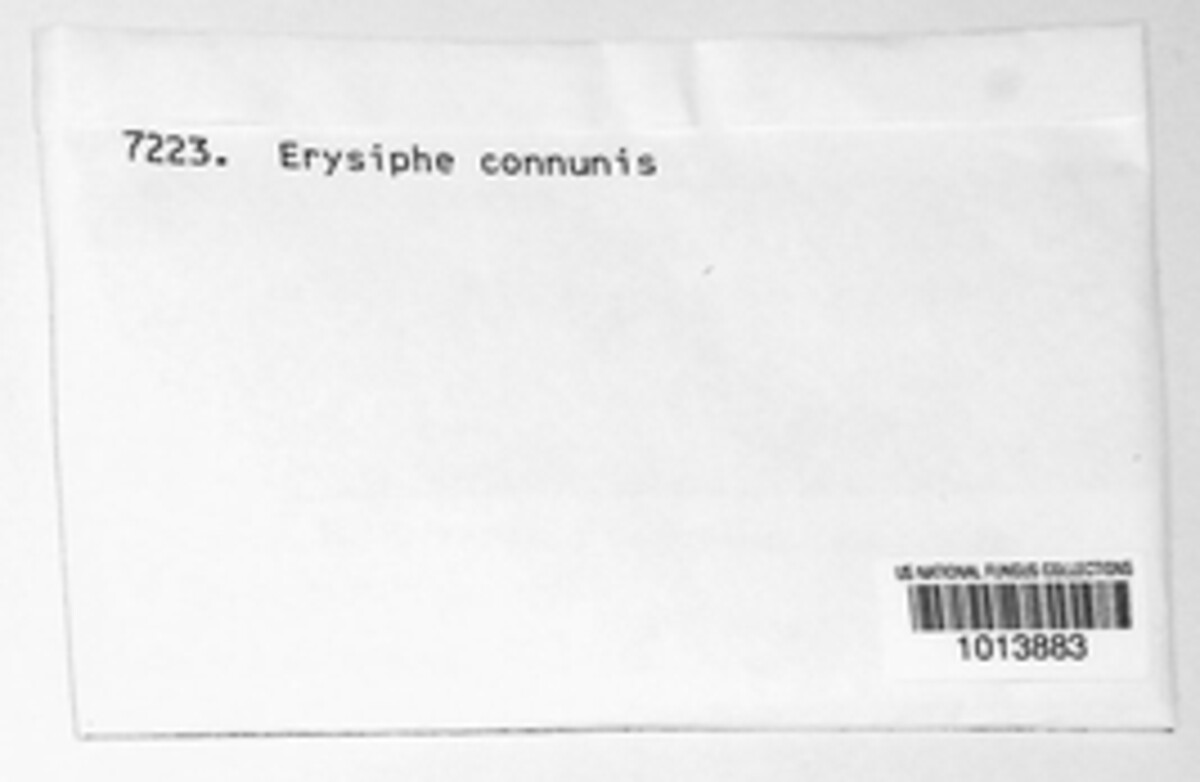 7223. Erysiphe connunis
US NATIONAL FUNGUS COLLECTIONS
1013883